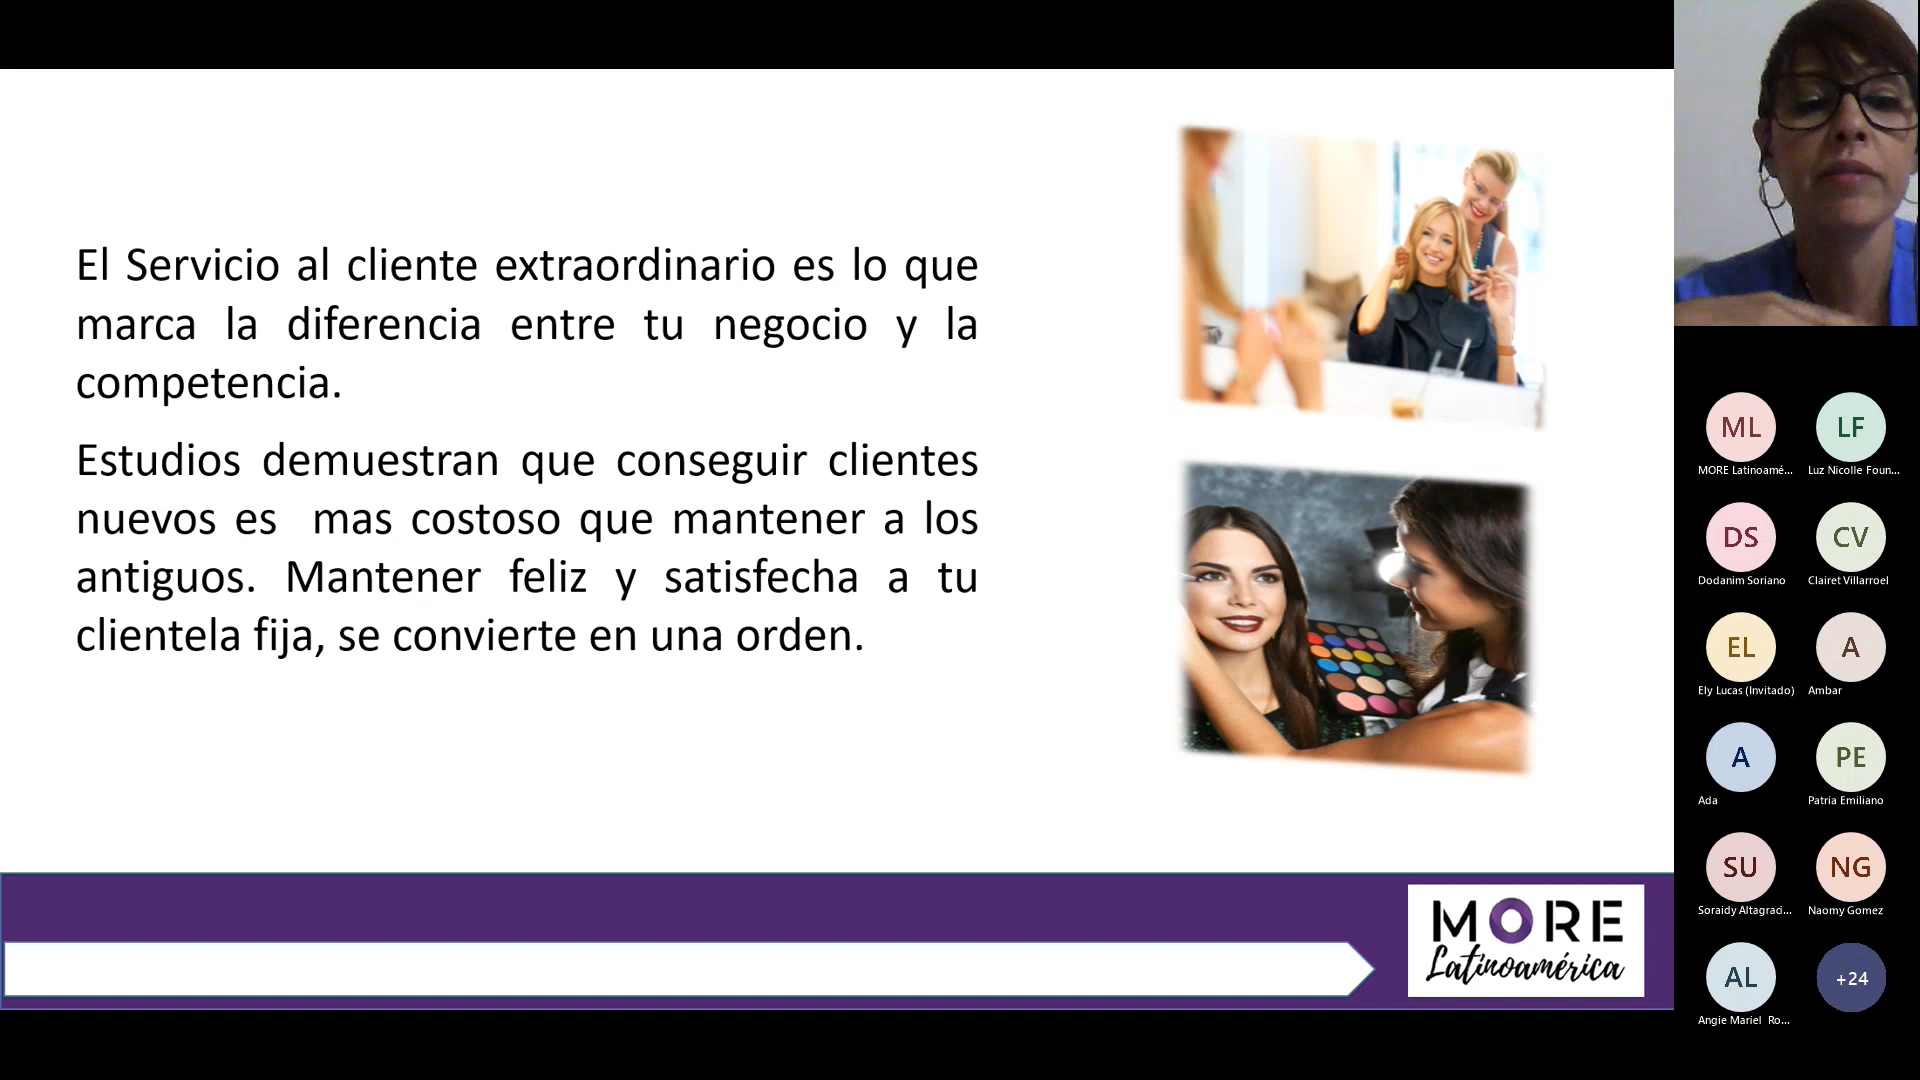 El Servicio al cliente extraordinario es lo que
marca la diferencia entre tu negocio y la
competencia.
Estudios demuestran que conseguir clientes
nuevos es mas costoso que mantener a los
antiguos. Mantener feliz y satisfecha a tu
clientela fija, se convierte en una orden.
MORE
Latinoamérica
ML
LF
MORE Latinoamé...
Luz Nicolle Foun...
DS
CV
Dodanim Soriano
Clairet Villarroel
EL
A
Ely Lucas (Invitado)
Ambar
A
PE
Ada
Patria Emiliano
SU
NG
Soraidy Altagraci...
Naomy Gomez
AL
+24
Angie Mariel Ro...